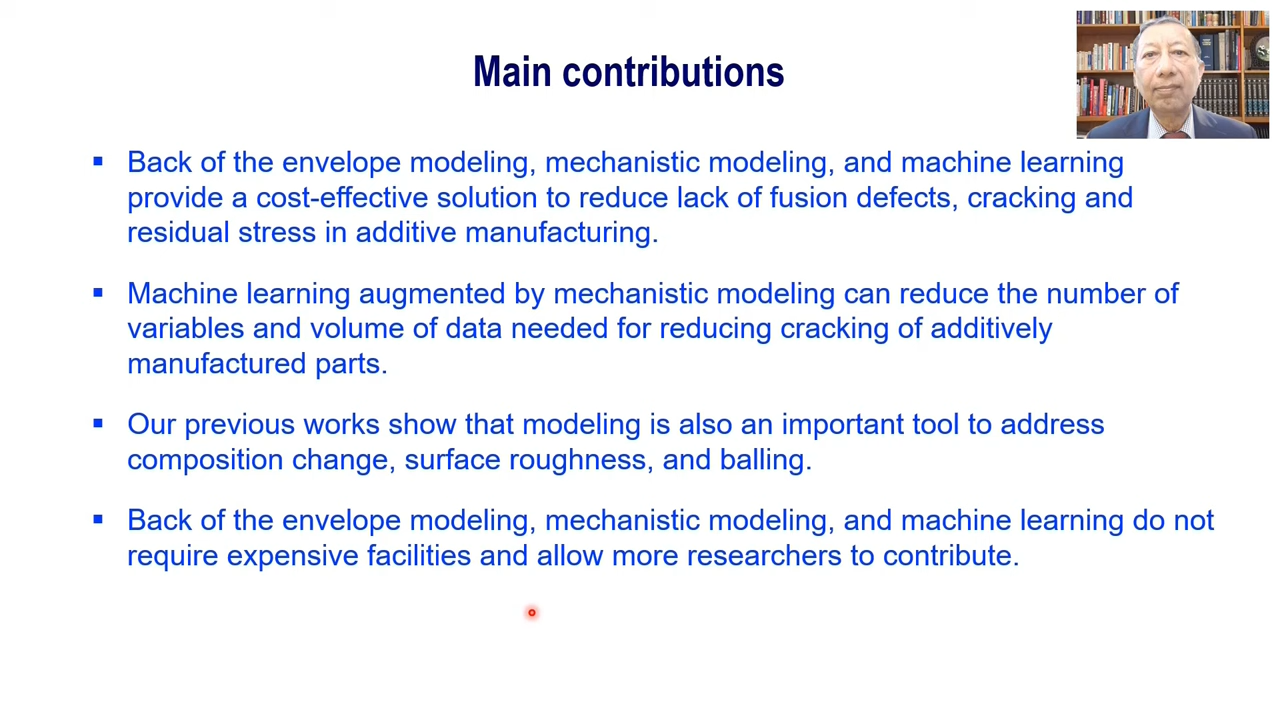 Main contributions
▪ Back of the envelope modeling, mechanistic modeling, and machine learning
provide a cost-effective solution to reduce lack of fusion defects, cracking and
residual stress in additive manufacturing.
▪ Machine learning augmented by mechanistic modeling can reduce the number of
variables and volume of data needed for reducing cracking of additively
manufactured parts.
▪ Our previous works show that modeling is also an important tool to address
composition change, surface roughness, and balling.
▪ Back of the envelope modeling, mechanistic modeling, and machine learning do not
require expensive facilities and allow more researchers to contribute.